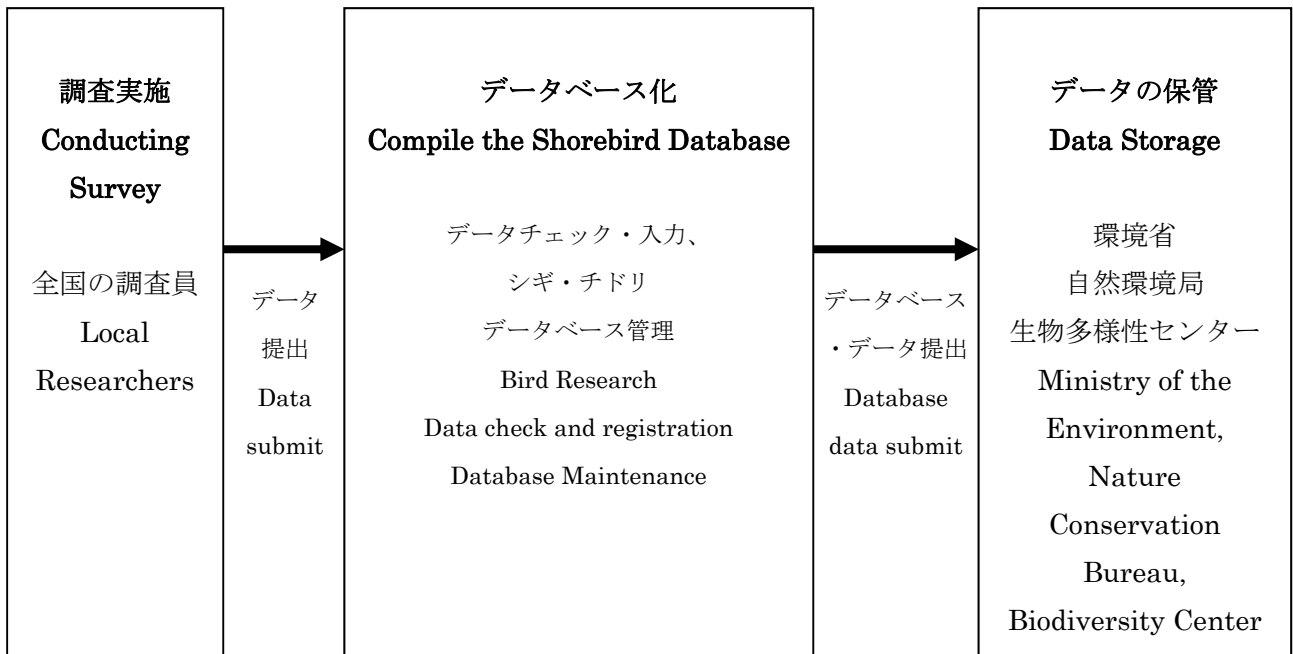 調査実施
Conducting
Survey
全国の調査員
Local
Researchers
データ
提出
Data
submit
データベース化
Compile the Shorebird Database
データチェック・入力、
シギ・チドリ
データベース管理
Bird Research
Data check and registration
Database Maintenance
データベース
・データ提出
Database
data submit
データの保管
Data Storage
環境省
自然環境局
生物多様性センター
Ministry of the
Environment,
Nature
Conservation
Bureau,
Biodiversity Center